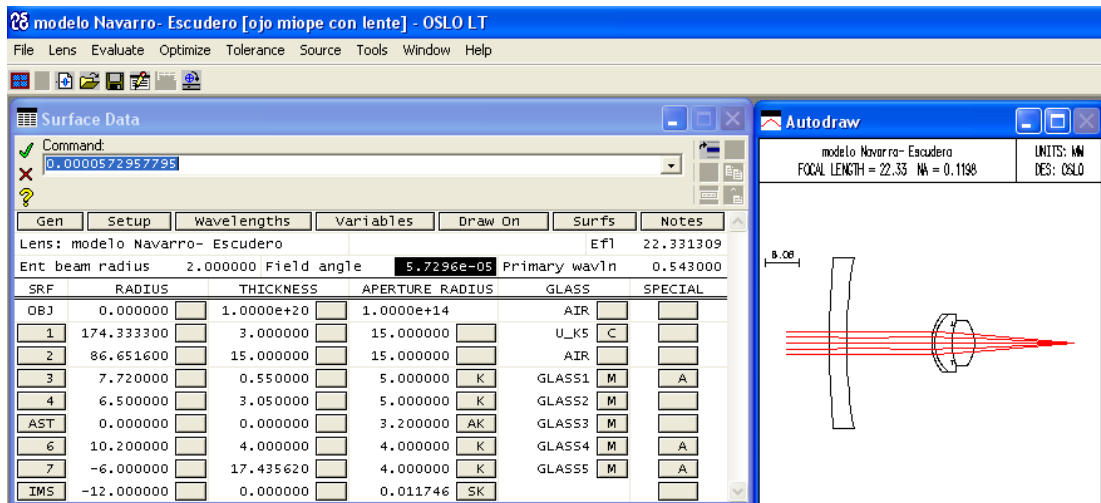 modelo Navarro- Escudero [ojo miope con lente] - OSLO LT
File Lens Evaluate Optimize Tolerance Source Tools Window Help
Surface Data
Command:
0.0000572957795
Gen Setup Wavelengths Variables Draw On Surfs Notes
Lens: modelo Navarro- Escudero Efl 22.331309
Ent beam radius 2.000000 Field angle 5.7296e-05 Primary wavln 0.543000
SRF RADIUS THICKNESS APERTURE RADIUS GLASS SPECIAL
OBJ 0.000000 1.0000e+20 1.0000e+14 AIR
1 174.333300 3.000000 15.000000 U_K5 C
2 86.651600 15.000000 15.000000 AIR
3 7.720000 0.550000 5.000000 K GLASS1 M A
4 6.500000 3.050000 5.000000 K GLASS2 M
AST 0.000000 0.000000 3.200000 AK GLASS3 M
6 10.200000 4.000000 4.000000 K GLASS4 M A
7 -6.000000 17.435620 4.000000 K GLASS5 M A
IMS -12.000000 0.000000 0.011746 SK
Autodraw
modelo Navarro- Escudero
FOCAL LENGTH = 22.33 NA = 0.1198
UNITS: MM
DES: OSLO
8.08